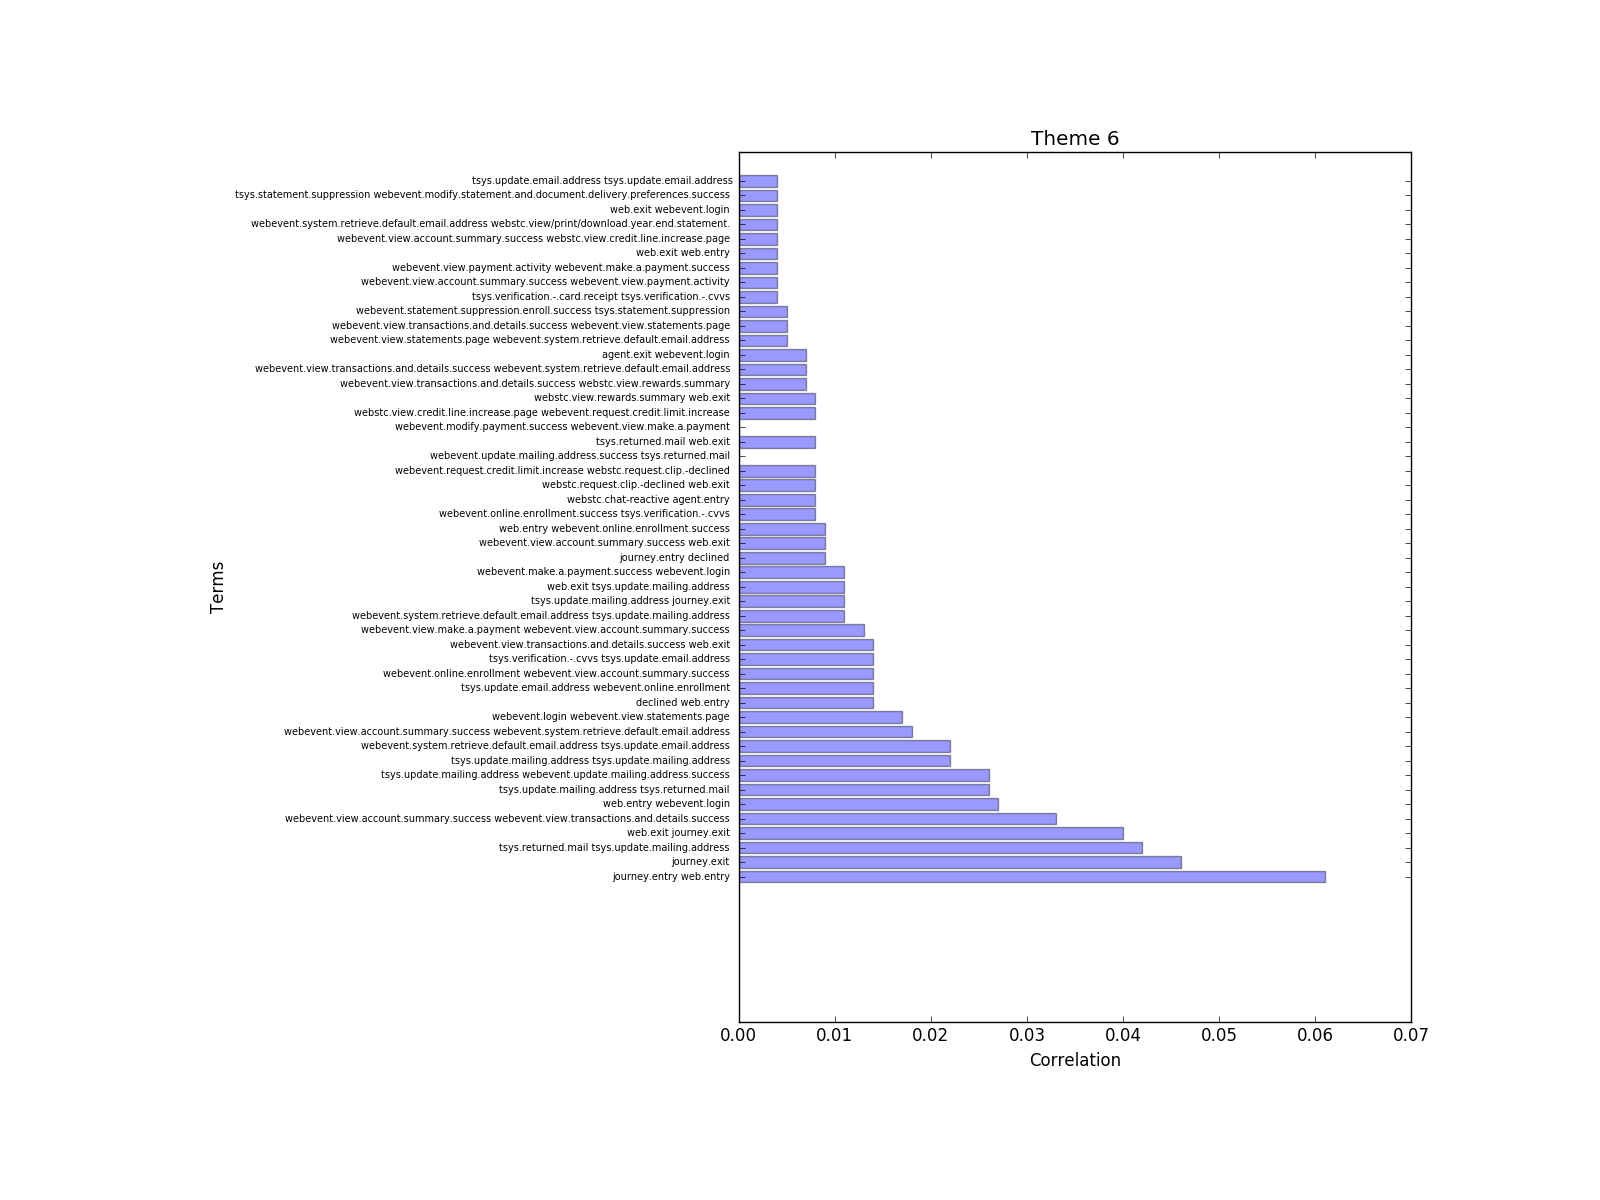 Theme 6
tsys.update.email.address tsys.update.email.address
tsys.statement.suppression webevent.modify.statement.and.document.delivery.preferences.success
web.exit webevent.login
webevent.system.retrieve.default.email.address webstc.view/print/download.year.end.statement.
webevent.view.account.summary.success webstc.view.credit.line.increase.page
web.exit web.entry
webevent.view.payment.activity webevent.make.a.payment.success
webevent.view.account.summary.success webevent.view.payment.activity
tsys.verification.-.card.receipt tsys.verification.-.cvvs
webevent.statement.suppression.enroll.success tsys.statement.suppression
webevent.view.transactions.and.details.success webevent.view.statements.page
webevent.view.statements.page webevent.system.retrieve.default.email.address
agent.exit webevent.login
webevent.view.transactions.and.details.success webevent.system.retrieve.default.email.address
webevent.view.transactions.and.details.success webstc.view.rewards.summary
webstc.view.rewards.summary web.exit
webstc.view.credit.line.increase.page webevent.request.credit.limit.increase
webevent.modify.payment.success webevent.view.make.a.payment
tsys.returned.mail web.exit
webevent.update.mailing.address.success tsys.returned.mail
webevent.request.credit.limit.increase webstc.request.clip.-declined
webstc.request.clip.-declined web.exit
webstc.chat-reactive agent.entry
webevent.online.enrollment.success tsys.verification.-.cvvs
web.entry webevent.online.enrollment.success
webevent.view.account.summary.success web.exit
journey.entry declined
webevent.make.a.payment.success webevent.login
web.exit tsys.update.mailing.address
tsys.update.mailing.address journey.exit
webevent.system.retrieve.default.email.address tsys.update.mailing.address
webevent.view.make.a.payment webevent.view.account.summary.success
webevent.view.transactions.and.details.success web.exit
tsys.verification.-.cvvs tsys.update.email.address
webevent.online.enrollment webevent.view.account.summary.success
tsys.update.email.address webevent.online.enrollment
declined web.entry
webevent.login webevent.view.statements.page
webevent.view.account.summary.success webevent.system.retrieve.default.email.address
webevent.system.retrieve.default.email.address tsys.update.email.address
tsys.update.mailing.address tsys.update.mailing.address
tsys.update.mailing.address webevent.update.mailing.address.success
tsys.update.mailing.address tsys.returned.mail
web.entry webevent.login
webevent.view.account.summary.success webevent.view.transactions.and.details.success
web.exit journey.exit
tsys.returned.mail tsys.update.mailing.address
journey.exit
journey.entry web.entry
Terms
0.00 0.01 0.02 0.03 0.04 0.05 0.06 0.07
Correlation